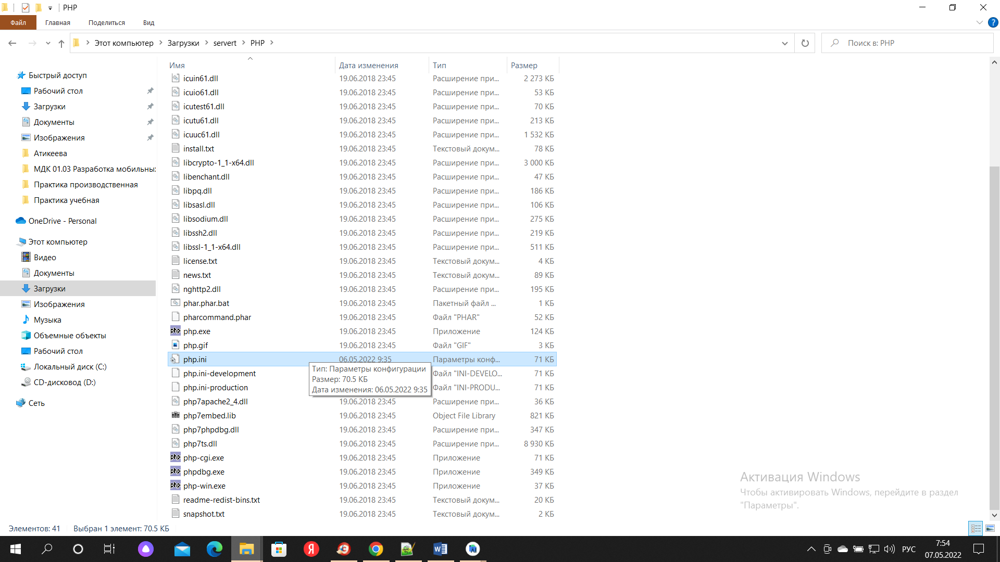 PHP
Файл Главная Поделиться Вид
Этот компьютер Загрузки servert PHP
Поиск в: PHP
Быстрый доступ
Рабочий стол
Загрузки
Документы
Изображения
Атикеева
МДК 01.03 Разработка мобильных
Практика производственная
Практика учебная
OneDrive - Personal
Этот компьютер
Видео
Документы
Загрузки
Изображения
Музыка
Объемные объекты
Рабочий стол
Локальный диск (C:)
CD-дисковод (D:)
Сеть
Имя Дата изменения Тип Размер
icuin61.dll 19.06.2018 23:45 Расширение при... 2 273 КБ
icuio61.dll 19.06.2018 23:45 Расширение при... 53 КБ
icutest61.dll 19.06.2018 23:45 Расширение при... 70 КБ
icutu61.dll 19.06.2018 23:45 Расширение при... 213 КБ
icuuc61.dll 19.06.2018 23:45 Расширение при... 1 532 КБ
install.txt 19.06.2018 23:45 Текстовый докум... 78 КБ
libcrypto-1_1-x64.dll 19.06.2018 23:45 Расширение при... 3 000 КБ
libenchant.dll 19.06.2018 23:45 Расширение при... 47 КБ
libpq.dll 19.06.2018 23:45 Расширение при... 186 КБ
libsasl.dll 19.06.2018 23:45 Расширение при... 106 КБ
libsodium.dll 19.06.2018 23:45 Расширение при... 275 КБ
libssh2.dll 19.06.2018 23:45 Расширение при... 219 КБ
libssl-1_1-x64.dll 19.06.2018 23:45 Расширение при... 511 КБ
license.txt 19.06.2018 23:45 Текстовый докум... 4 КБ
news.txt 19.06.2018 23:45 Текстовый докум... 89 КБ
nghttp2.dll 19.06.2018 23:45 Расширение при... 195 КБ
phar.phar.bat 19.06.2018 23:45 Пакетный файл ... 1 КБ
pharcommand.phar 19.06.2018 23:45 Файл "PHAR" 52 КБ
php.exe 19.06.2018 23:45 Приложение 124 КБ
php.gif 19.06.2018 23:45 Файл "GIF" 3 КБ
php.ini 06.05.2022 9:35 Параметры конф... 71 КБ
php.ini-development Файл "INI-DEVELO... 71 КБ
php.ini-production Файл "INI-PRODU... 71 КБ
Тип: Параметры конфигурации
Размер: 70.5 КБ
Дата изменения: 06.05.2022 9:35
php7apache2_4.dll 19.06.2018 23:45 Расширение при... 36 КБ
php7embed.lib 19.06.2018 23:45 Object File Library 821 КБ
php7phpdbg.dll 19.06.2018 23:45 Расширение при... 347 КБ
php7ts.dll 19.06.2018 23:45 Расширение при... 8 930 КБ
php-cgi.exe 19.06.2018 23:45 Приложение 71 КБ
phpdbg.exe 19.06.2018 23:45 Приложение 349 КБ
php-win.exe 19.06.2018 23:45 Приложение 37 КБ
readme-redist-bins.txt 19.06.2018 23:45 Текстовый докум... 20 КБ
snapshot.txt 19.06.2018 23:45 Текстовый докум... 2 КБ
Активация Windows
Чтобы активировать Windows, перейдите в раздел
"Параметры".
Элементов: 41 Выбран 1 элемент: 70.5 КБ
РУС
7:54
07.05.2022